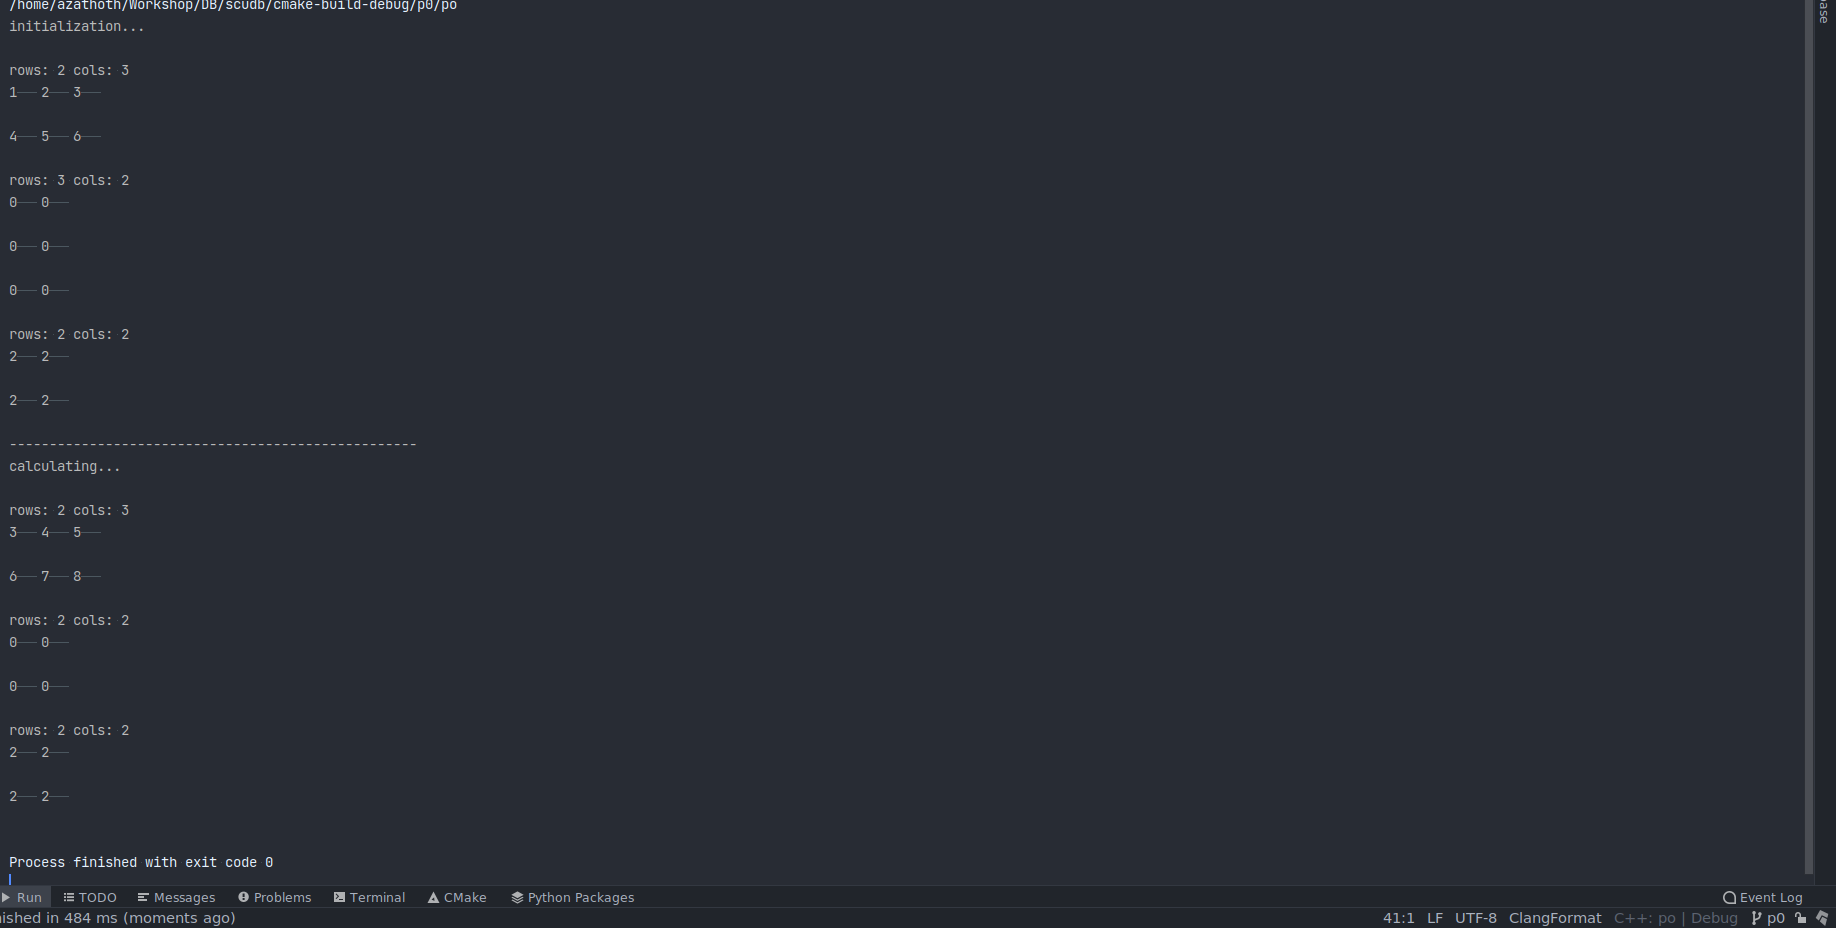 /home/azathoth/Workshop/DB/scudb/cmake-build-debug/p0/po
initialization...
rows: 2 cols: 3
1 2 3
4 5 6
rows: 3 cols: 2
0 0
0 0
0 0
rows: 2 cols: 2
2 2
2 2
---------------------------------------------------
calculating...
rows: 2 cols: 3
3 4 5
6 7 8
rows: 2 cols: 2
0 0
0 0
rows: 2 cols: 2
2 2
2 2
Process finished with exit code 0
Run TODO Messages Problems Terminal CMake Python Packages Event Log
ished in 484 ms (moments ago) 41:1 LF UTF-8 ClangFormat C++: po | Debug p0